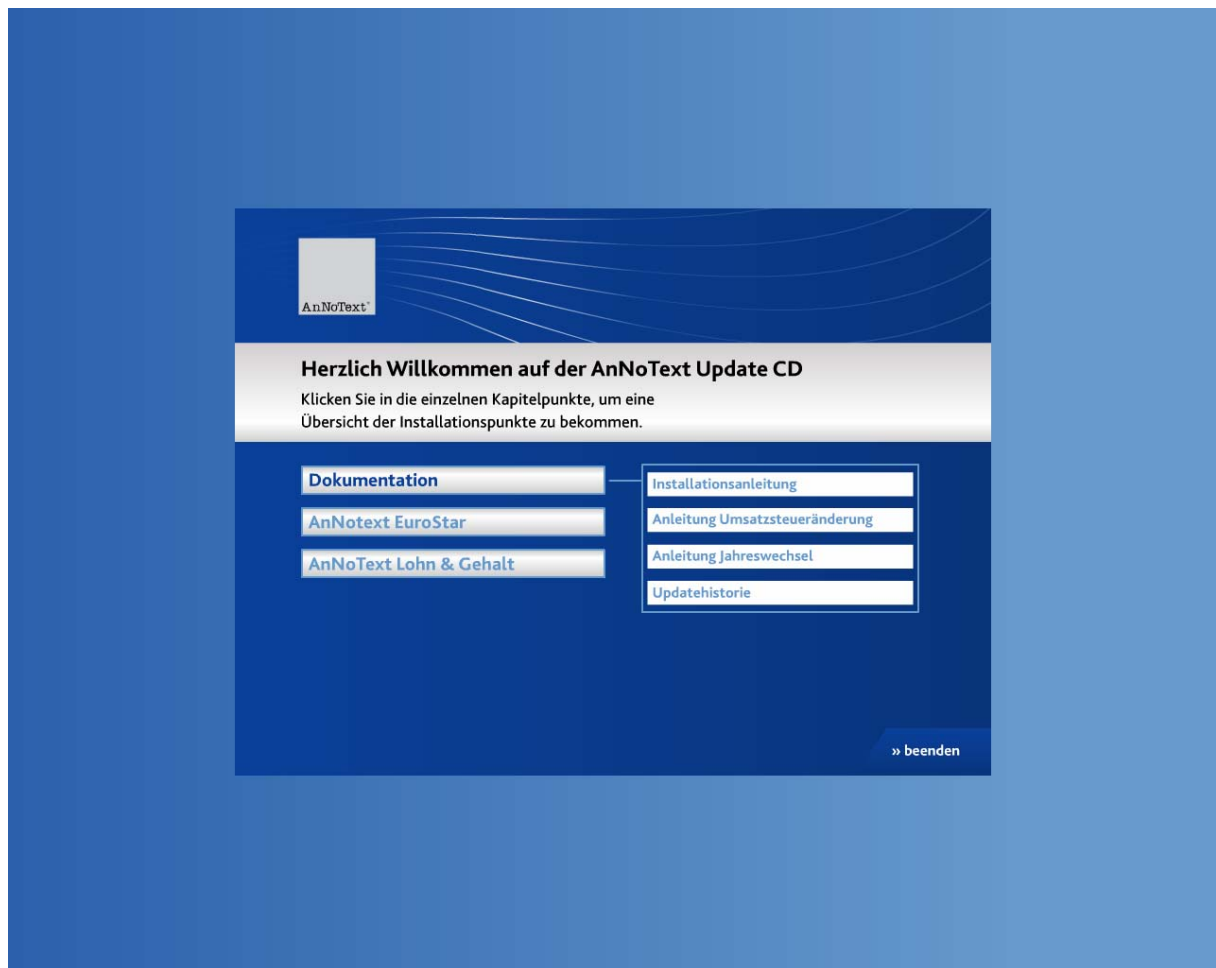 AnNoText®
Herzlich Willkommen auf der AnNoText Update CD
Klicken Sie in die einzelnen Kapitelpunkte, um eine
Übersicht der Installationspunkte zu bekommen.
Dokumentation
AnNotext EuroStar
AnNoText Lohn & Gehalt
Installationsanleitung
Anleitung Umsatzsteueränderung
Anleitung Jahreswechsel
Updatehistorie
» beenden